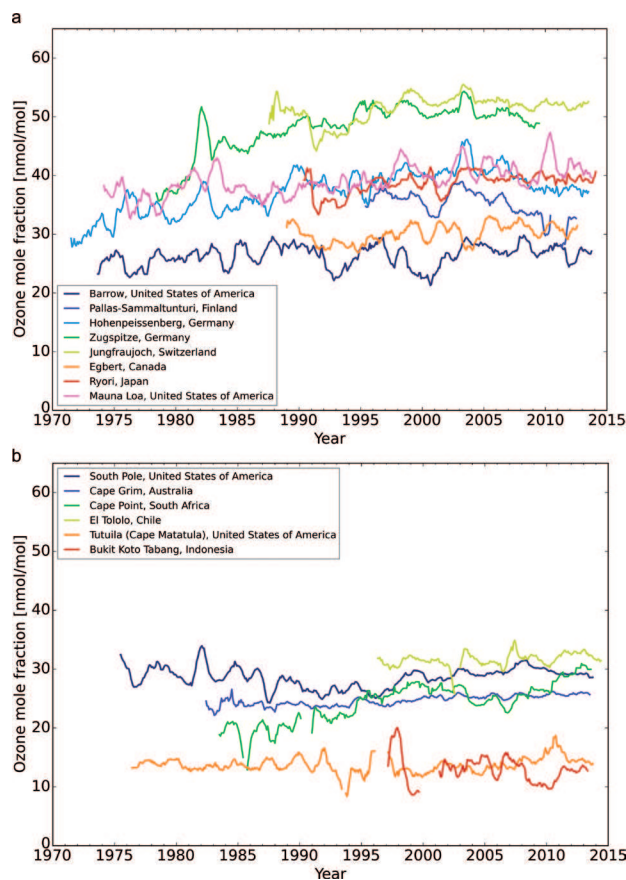 a
Ozone mole fraction [nmol/mol]
60
50
40
30
20
10
0
Barrow, United States of America
Pallas-Sammaltunturi, Finland
Hohenpeissenberg, Germany
Zugspitze, Germany
Jungfraujoch, Switzerland
Egbert, Canada
Ryori, Japan
Mauna Loa, United States of America
1970 1975 1980 1985 1990 1995 2000 2005 2010 2015
Year
b
Ozone mole fraction [nmol/mol]
60
50
40
30
20
10
0
South Pole, United States of America
Cape Grim, Australia
Cape Point, South Africa
El Tololo, Chile
Tutuila (Cape Matatula), United States of America
Bukit Koto Tabang, Indonesia
1970 1975 1980 1985 1990 1995 2000 2005 2010 2015
Year